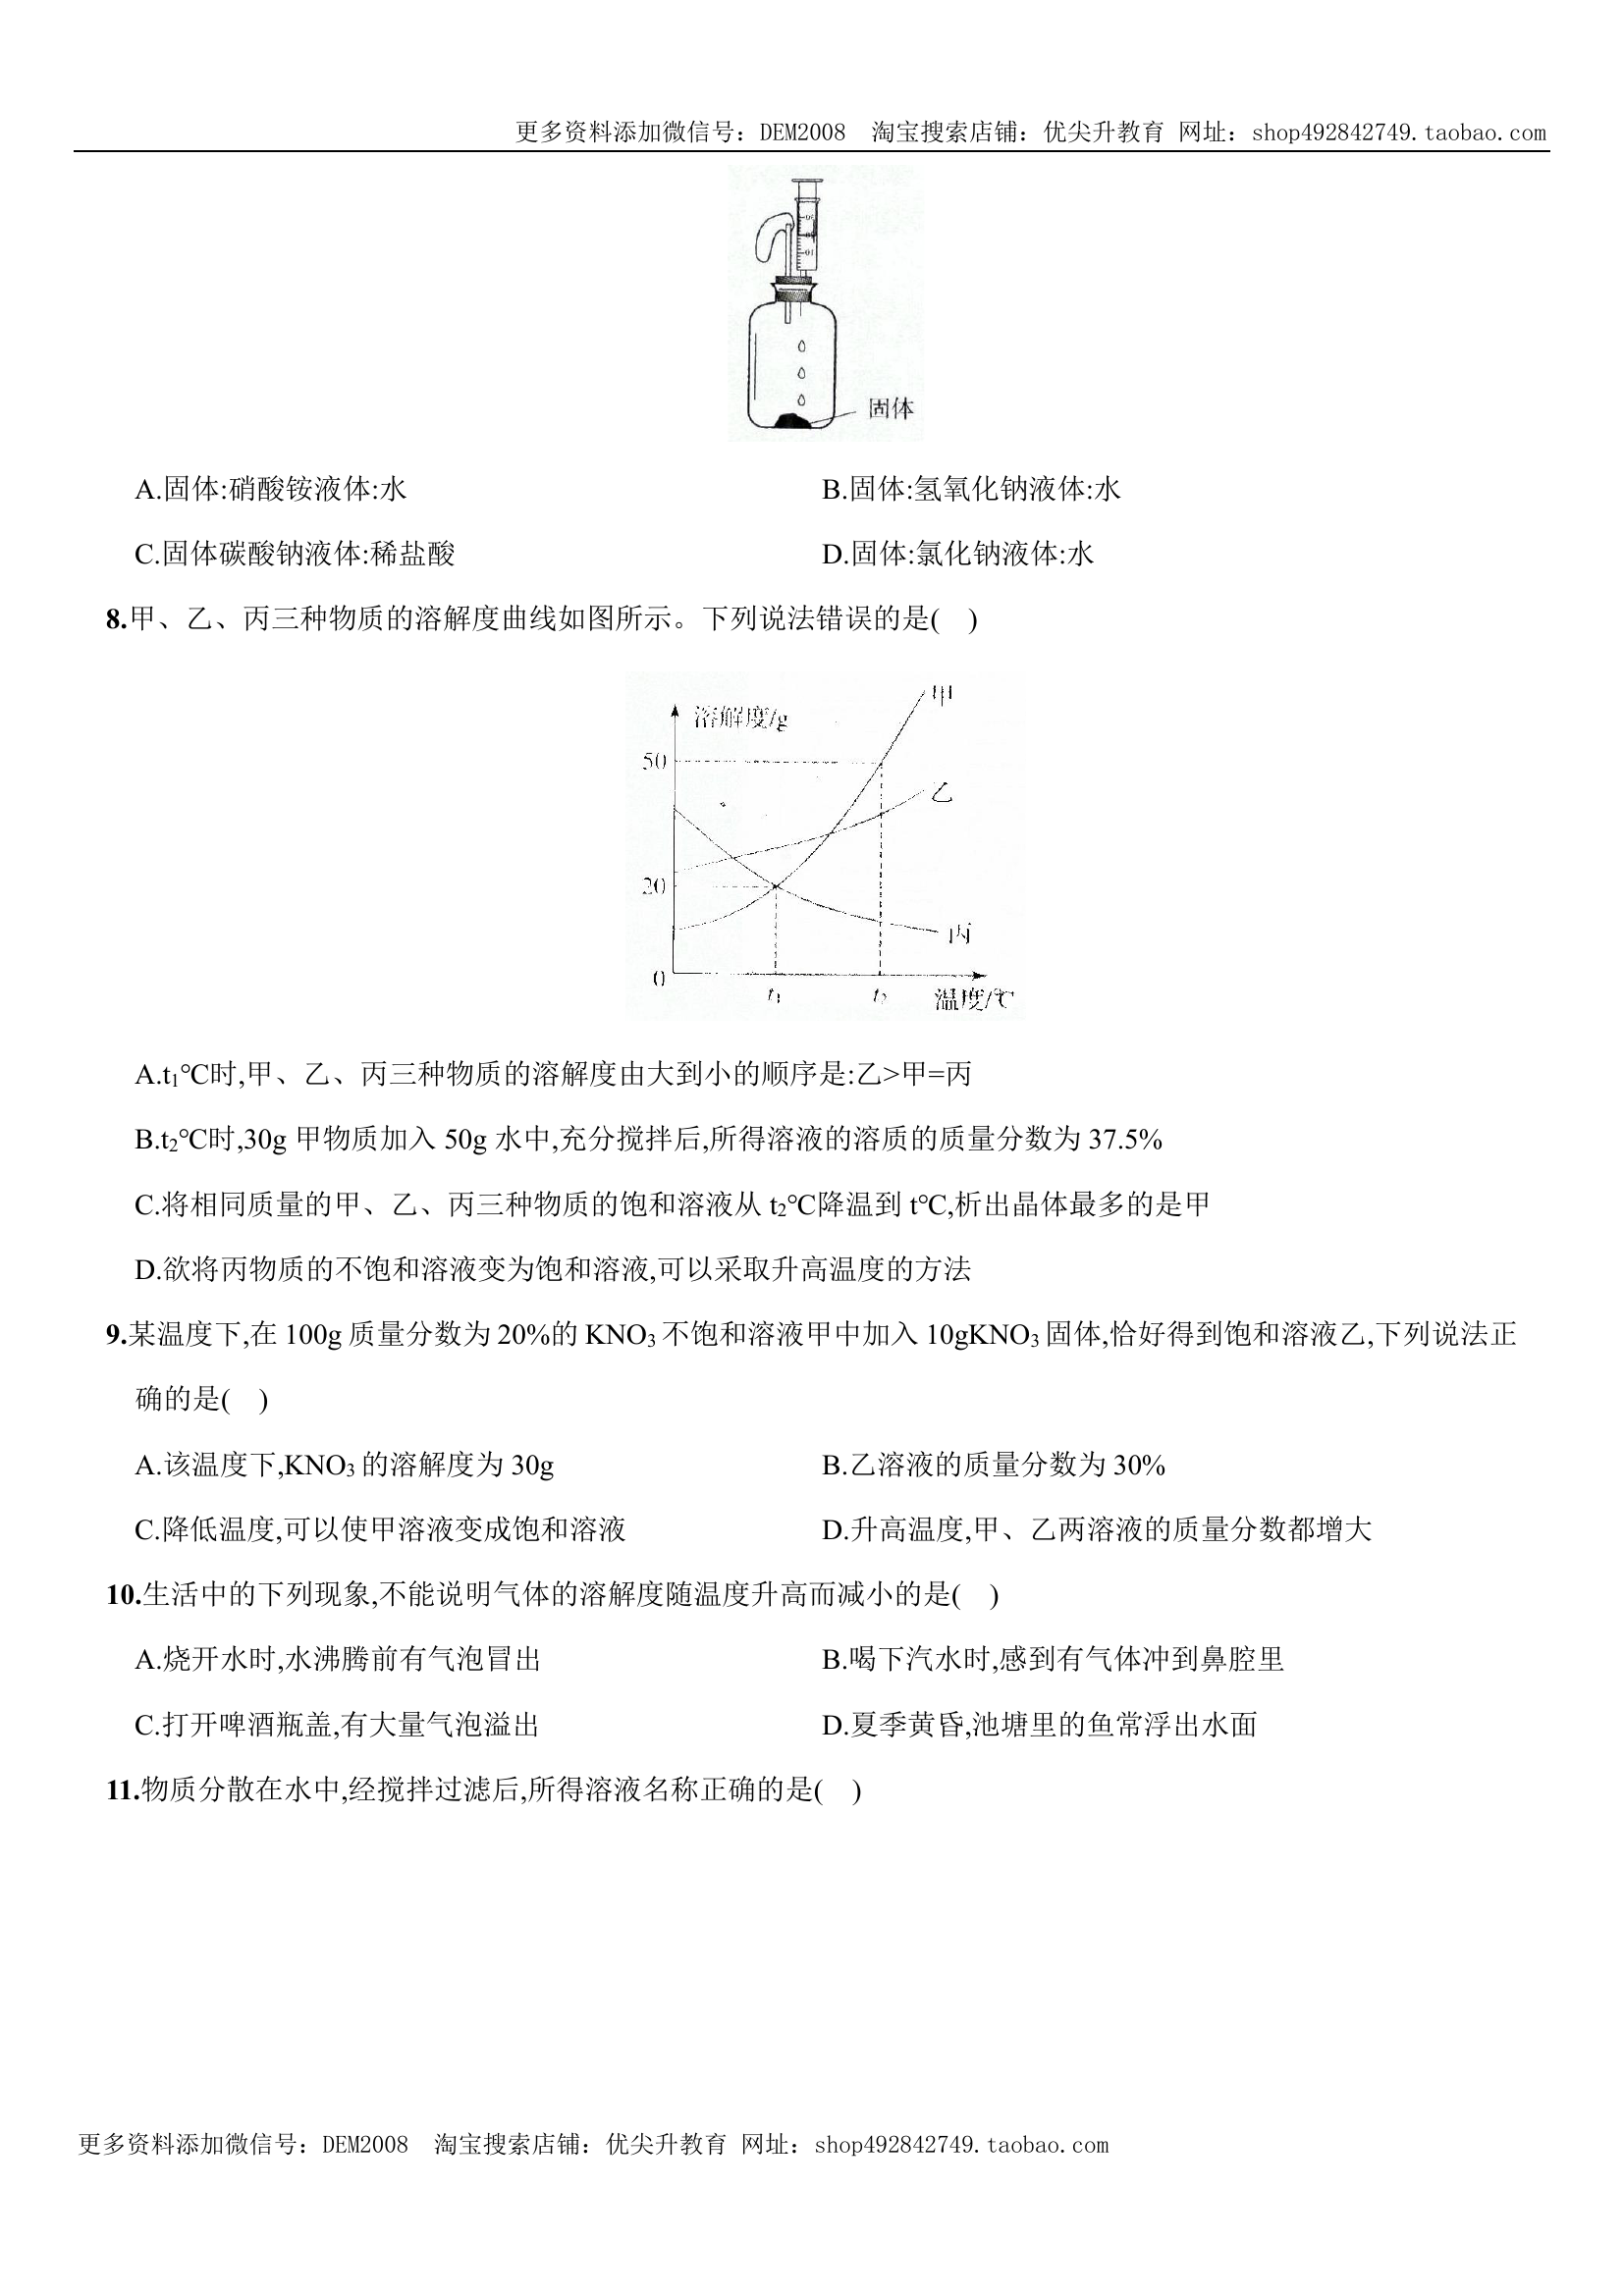 更多资料添加微信号：DEM2008 淘宝搜索店铺：优尖升教育 网址：shop492842749.taobao.com
固体
A.固体:硝酸铵液体:水 B.固体:氢氧化钠液体:水
C.固体碳酸钠液体:稀盐酸 D.固体:氯化钠液体:水
8.甲、乙、丙三种物质的溶解度曲线如图所示。下列说法错误的是( )
甲
溶解度/g
50
乙
20
丙
0
t₁ t₂ 温度/℃
A.t₁℃时,甲、乙、丙三种物质的溶解度由大到小的顺序是:乙>甲=丙
B.t₂℃时,30g 甲物质加入 50g 水中,充分搅拌后,所得溶液的溶质的质量分数为 37.5%
C.将相同质量的甲、乙、丙三种物质的饱和溶液从 t₂℃降温到 t℃,析出晶体最多的是甲
D.欲将丙物质的不饱和溶液变为饱和溶液,可以采取升高温度的方法
9.某温度下,在 100g 质量分数为 20%的 KNO₃ 不饱和溶液甲中加入 10gKNO₃ 固体,恰好得到饱和溶液乙,下列说法正
确的是( )
A.该温度下,KNO₃ 的溶解度为 30g B.乙溶液的质量分数为 30%
C.降低温度,可以使甲溶液变成饱和溶液 D.升高温度,甲、乙两溶液的质量分数都增大
10.生活中的下列现象,不能说明气体的溶解度随温度升高而减小的是( )
A.烧开水时,水沸腾前有气泡冒出 B.喝下汽水时,感到有气体冲到鼻腔里
C.打开啤酒瓶盖,有大量气泡溢出 D.夏季黄昏,池塘里的鱼常浮出水面
11.物质分散在水中,经搅拌过滤后,所得溶液名称正确的是( )
更多资料添加微信号：DEM2008 淘宝搜索店铺：优尖升教育 网址：shop492842749.taobao.com